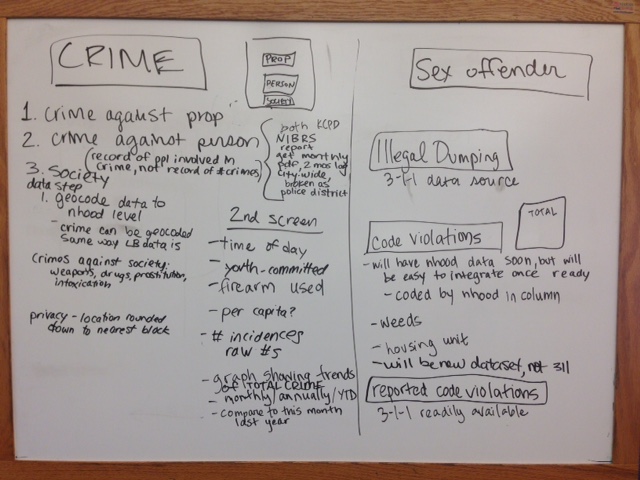 CRIME
PROP
PERSON
SOCIETY
1. crime against prop
2. crime against person
(record of ppl involved in
crime, not record of # crimes)
both KCPD
NIBRS
report
get monthly
pdf, 2 mos lag
city-wide,
broken as
police district
3. Society
data step
1. geocode data to
nhood level
- crime can be geocoded
same way LB data is
crimes against society:
weapons, drugs, prostitution,
intoxication
privacy - location rounded
down to nearest block
2nd screen
- time of day
- youth-committed
- firearm used
- per capita?
- # incidences
raw #s
- graph showing trends
of TOTAL CRIME
- monthly/annually/YTD
- compare to this month
last year
Sex offender
Illegal Dumping
3-1-1 data source
TOTAL
code violations
- will have nhood data soon, but will
be easy to integrate once ready
- coded by nhood in column
- weeds
- housing unit
- will be new dataset, not 311
reported code violations
3-1-1 readily available